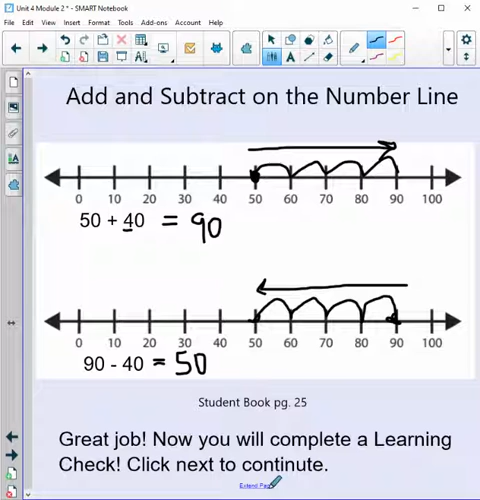 Unit 4 Module 2 * - SMART Notebook
File Edit View Insert Format Tools Add-ons Account Help
Add and Subtract on the Number Line
0 10 20 30 40 50 60 70 80 90 100
50 + 40 = 90
0 10 20 30 40 50 60 70 80 90 100
90 - 40 = 50
Student Book pg. 25
Great job! Now you will complete a Learning
Check! Click next to continue.
Extend Page